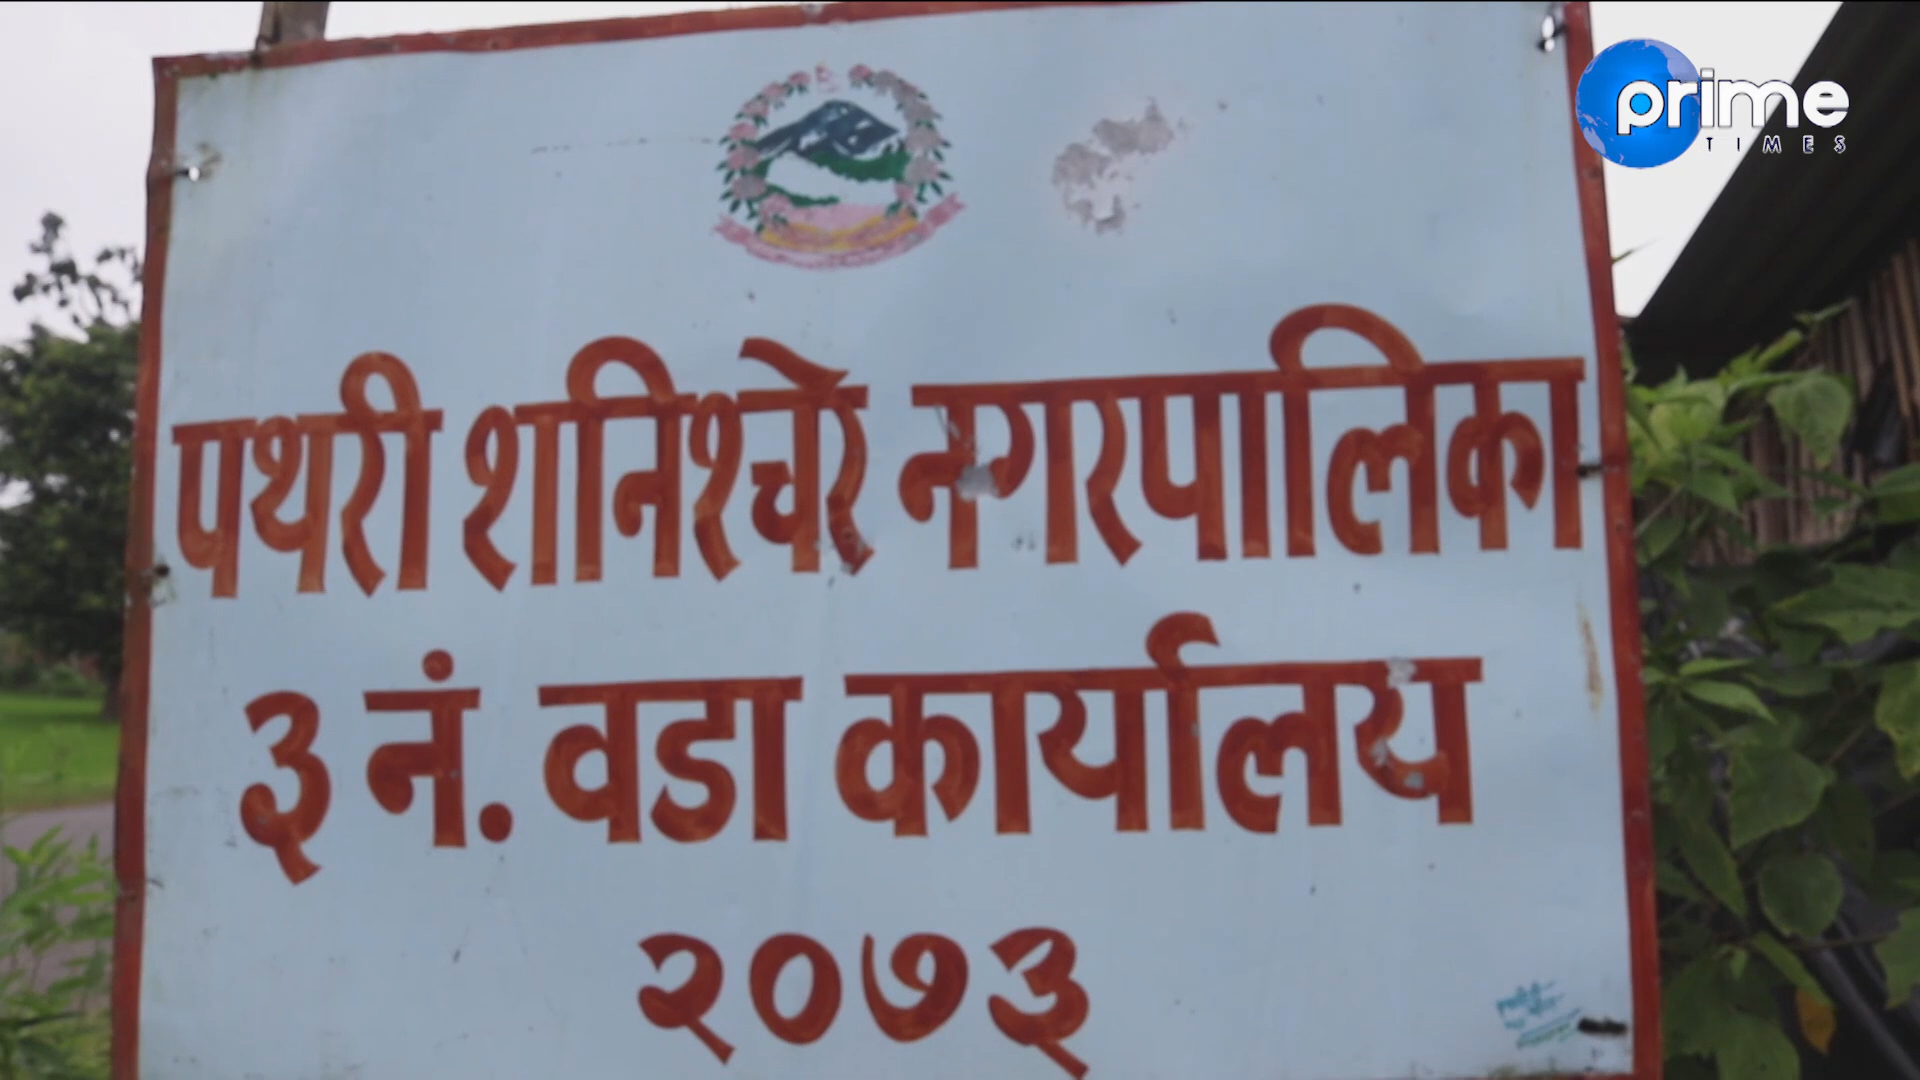 prime
TIMES
पथरी शनिश्चरे नगरपालिका
३ नं. वडा कार्यालय
२०७३